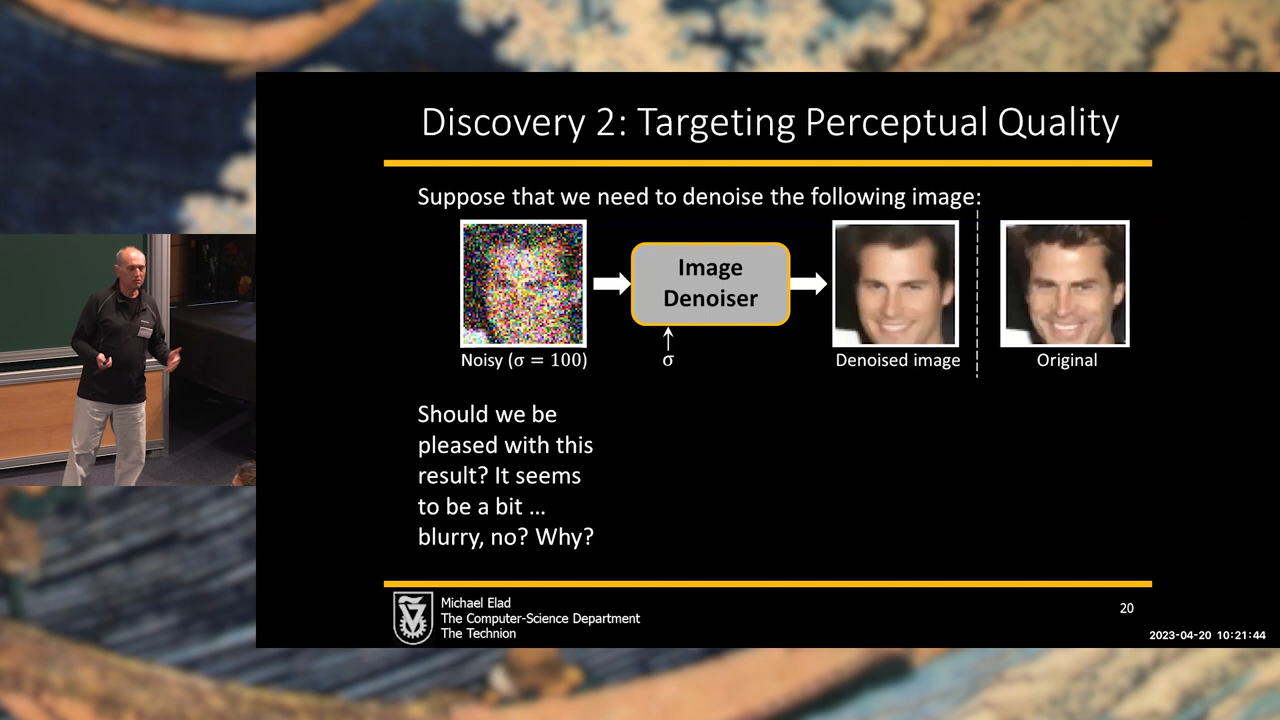 Discovery 2: Targeting Perceptual Quality
Suppose that we need to denoise the following image:
Image
Denoiser
Noisy (σ = 100)
σ
Denoised image
Original
Should we be
pleased with this
result? It seems
to be a bit …
blurry, no? Why?
Michael Elad
The Computer-Science Department
The Technion
20
2023-04-20 10:21:44